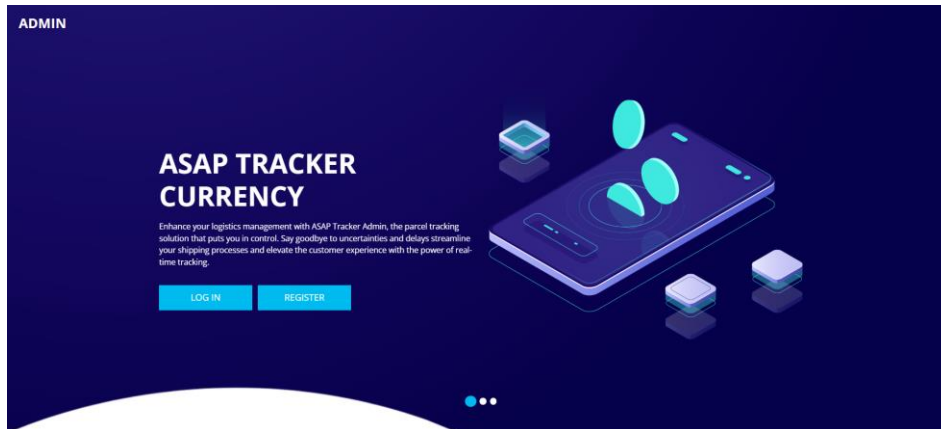 ADMIN
ASAP TRACKER
CURRENCY
Enhance your logistics management with ASAP Tracker Admin, the parcel tracking
solution that puts you in control. Say goodbye to uncertainties and delays streamline
your shipping processes and elevate the customer experience with the power of real-
time tracking.
LOG IN
REGISTER